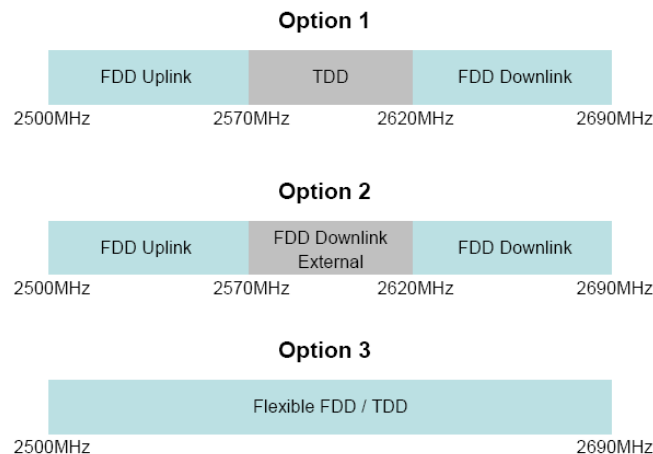 Option 1
FDD Uplink TDD FDD Downlink
2500MHz 2570MHz 2620MHz 2690MHz
Option 2
FDD Uplink FDD Downlink External FDD Downlink
2500MHz 2570MHz 2620MHz 2690MHz
Option 3
Flexible FDD / TDD
2500MHz 2690MHz